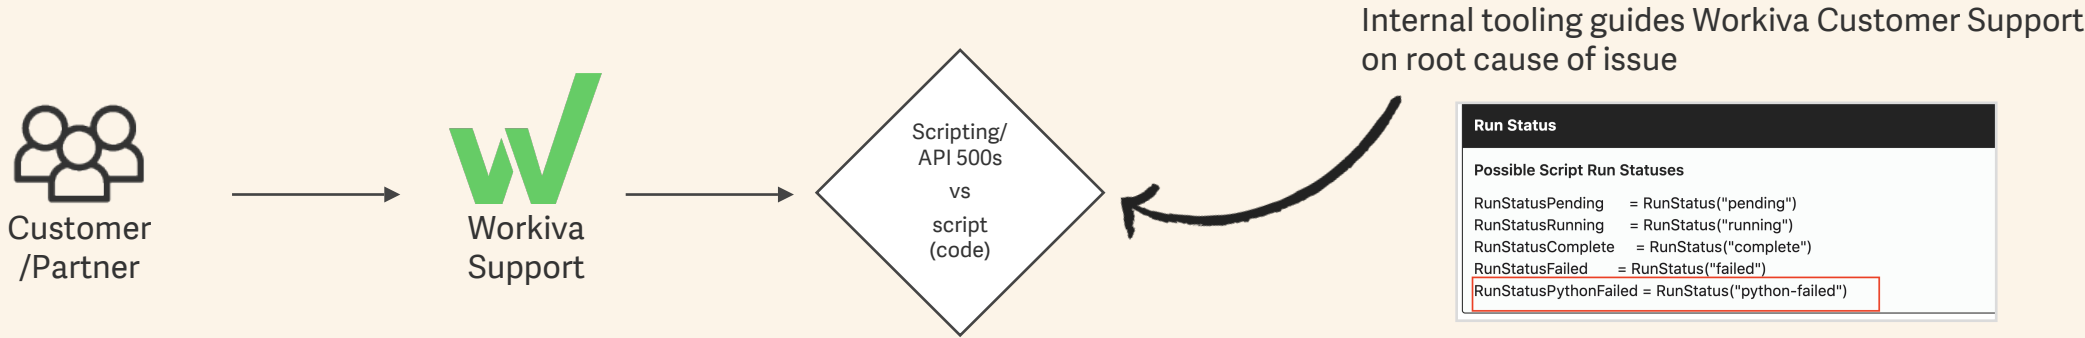 Internal tooling guides Workiva Customer Support
on root cause of issue
Customer
/Partner
Workiva
Support
Scripting/
API 500s
vs
script
(code)
Run Status
Possible Script Run Statuses
RunStatusPending = RunStatus("pending")
RunStatusRunning = RunStatus("running")
RunStatusComplete = RunStatus("complete")
RunStatusFailed = RunStatus("failed")
RunStatusPythonFailed = RunStatus("python-failed")